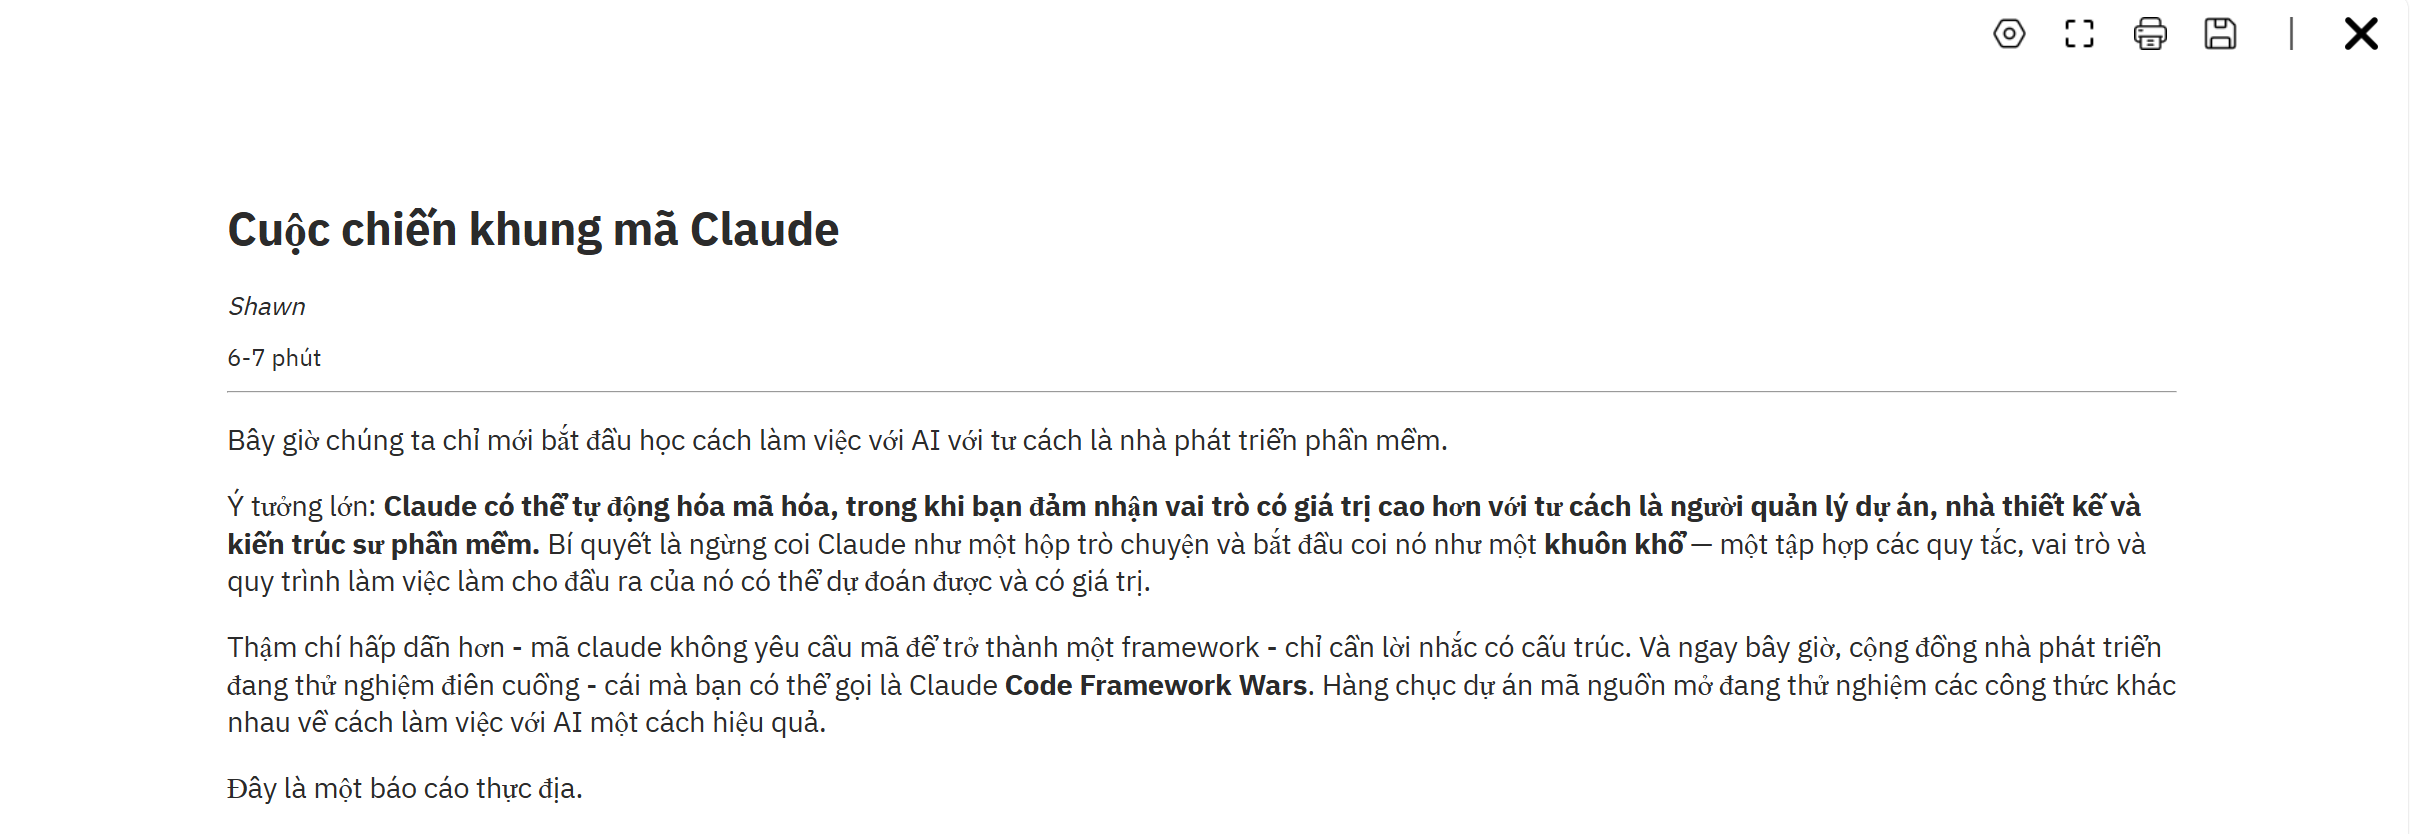 Cuộc chiến khung mã Claude
Shawn
6-7 phút
Bây giờ chúng ta chỉ mới bắt đầu học cách làm việc với AI với tư cách là nhà phát triển phần mềm.
Ý tưởng lớn: Claude có thể tự động hóa mã hóa, trong khi bạn đảm nhận vai trò có giá trị cao hơn với tư cách là người quản lý dự án, nhà thiết kế và
kiến trúc sư phần mềm. Bí quyết là ngừng coi Claude như một hộp trò chuyện và bắt đầu coi nó như một khuôn khổ — một tập hợp các quy tắc, vai trò và
quy trình làm việc làm cho đầu ra của nó có thể dự đoán được và có giá trị.
Thậm chí hấp dẫn hơn - mã claude không yêu cầu mã để trở thành một framework - chỉ cần lời nhắc có cấu trúc. Và ngay bây giờ, cộng đồng nhà phát triển
đang thử nghiệm điên cuồng - cái mà bạn có thể gọi là Claude Code Framework Wars. Hàng chục dự án mã nguồn mở đang thử nghiệm các công thức khác
nhau về cách làm việc với AI một cách hiệu quả.
Đây là một báo cáo thực địa.